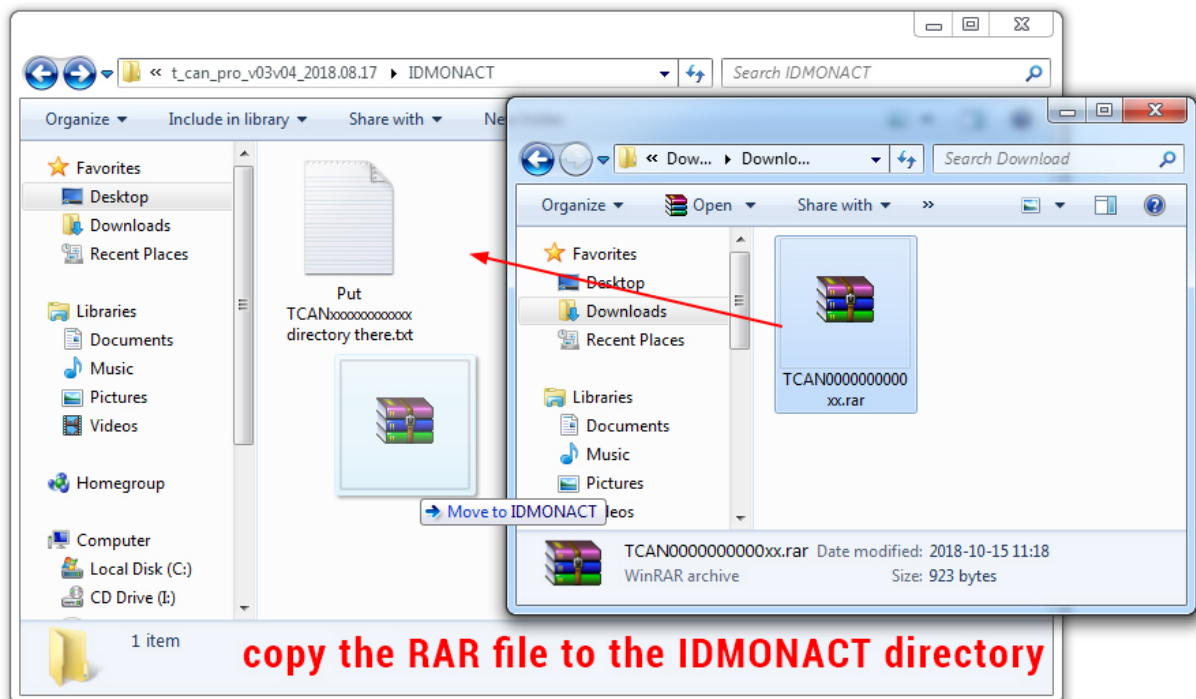 « t_can_pro_v03v04_2018.08.17 ▸ IDMONACT
Search IDMONACT
Organize ▾ Include in library ▾ Share with ▾
Favorites
Desktop
Downloads
Recent Places
Libraries
Documents
Music
Pictures
Videos
Homegroup
Computer
Local Disk (C:)
CD Drive (I:)
Put
TCANxxxxxxxxxxxx
directory there.txt
Move to IDMONACT
1 item
« Dow... ▸ Downlo...
Search Download
Organize ▾ Open ▾ Share with ▾ »
Favorites
Desktop
Downloads
Recent Places
Libraries
Documents
Music
Pictures
TCAN0000000000
xx.rar
TCAN0000000000xx.rar Date modified: 2018-10-15 11:18
WinRAR archive Size: 923 bytes
copy the RAR file to the IDMONACT directory